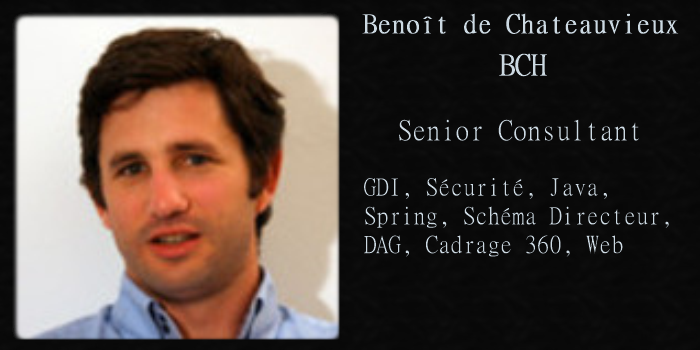 Benoît de Chateauvieux
BCH
Senior Consultant
GDI, Sécurité, Java,
Spring, Schéma Directeur,
DAG, Cadrage 360, Web